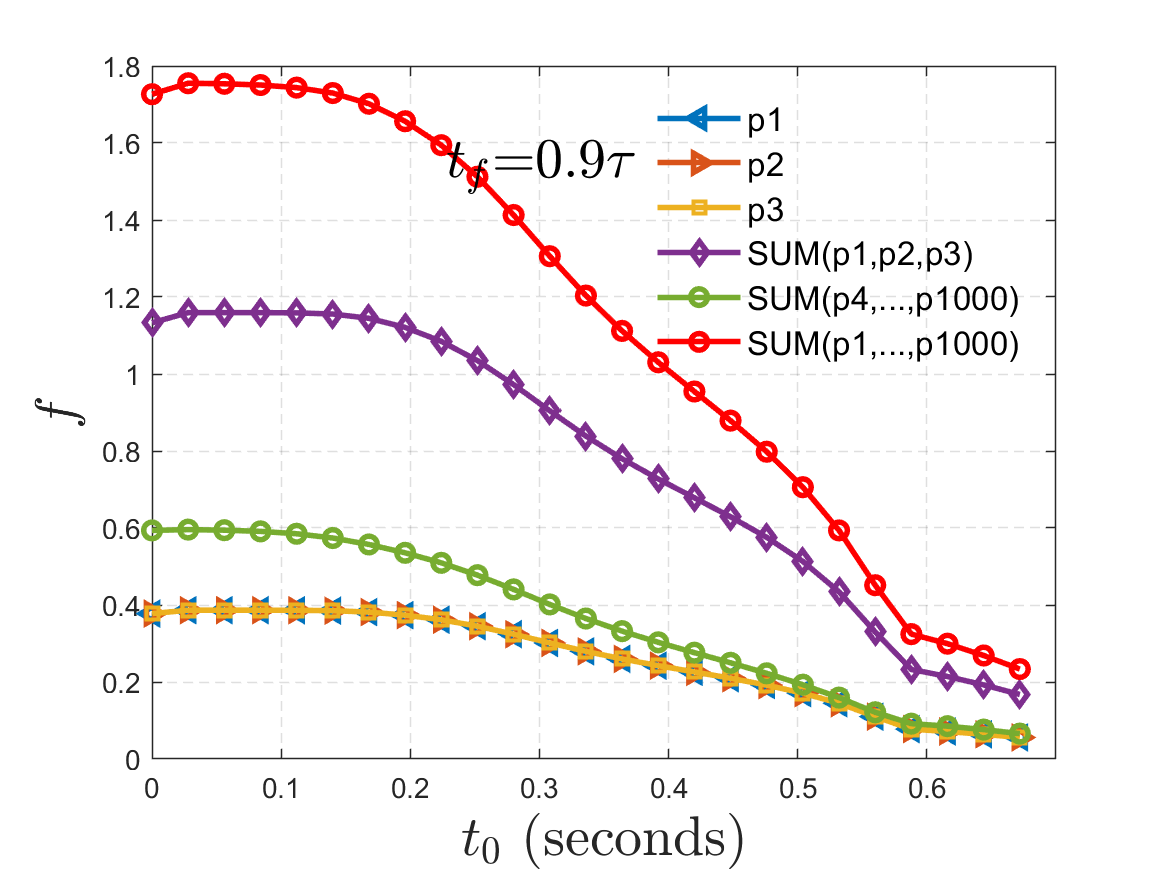 1.8
1.6
1.4
1.2
1
0.8
0.6
0.4
0.2
0
0
0.1
0.2
0.3
0.4
0.5
0.6
f
t₀ (seconds)
t_f=0.9τ
p1
p2
p3
SUM(p1,p2,p3)
SUM(p4,...,p1000)
SUM(p1,...,p1000)